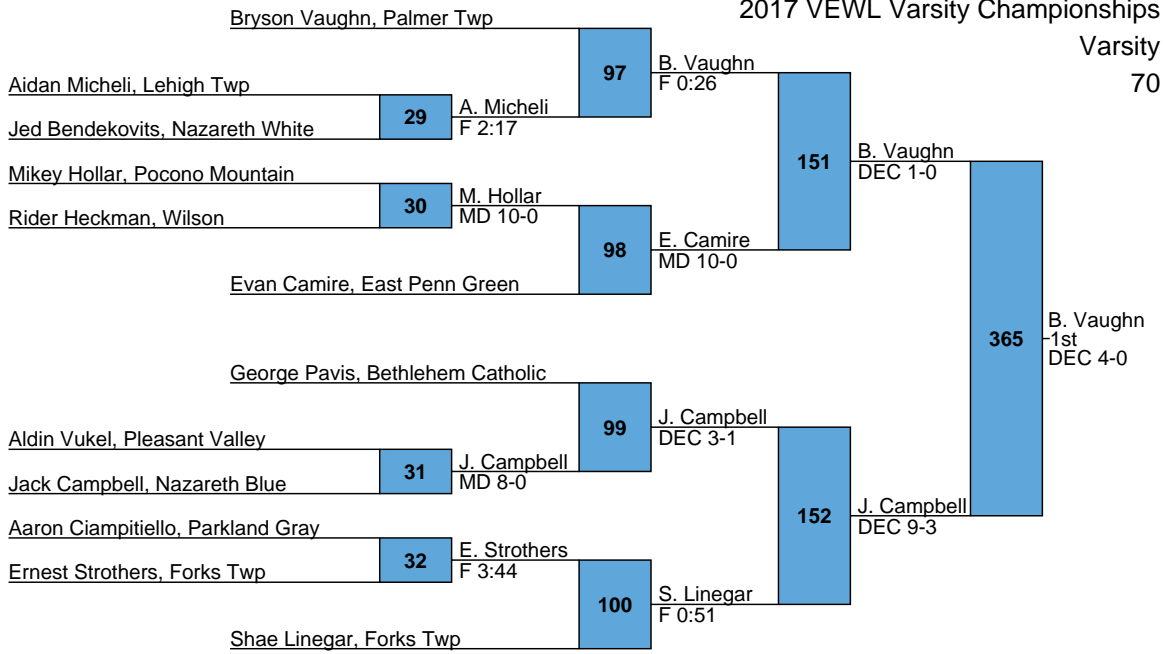 2017 VEWL Varsity Championships
Varsity
70
Bryson Vaughn, Palmer Twp
97
B. Vaughn
F 0:26
Aidan Micheli, Lehigh Twp
29
A. Micheli
F 2:17
Jed Bendekovits, Nazareth White
151
B. Vaughn
DEC 1-0
Mikey Hollar, Pocono Mountain
30
M. Hollar
MD 10-0
Rider Heckman, Wilson
98
E. Camire
MD 10-0
Evan Camire, East Penn Green
365
B. Vaughn
1st
DEC 4-0
George Pavis, Bethlehem Catholic
99
J. Campbell
DEC 3-1
Aldin Vukel, Pleasant Valley
31
J. Campbell
MD 8-0
Jack Campbell, Nazareth Blue
152
J. Campbell
DEC 9-3
Aaron Ciampitiello, Parkland Gray
32
E. Strothers
F 3:44
Ernest Strothers, Forks Twp
100
S. Linegar
F 0:51
Shae Linegar, Forks Twp